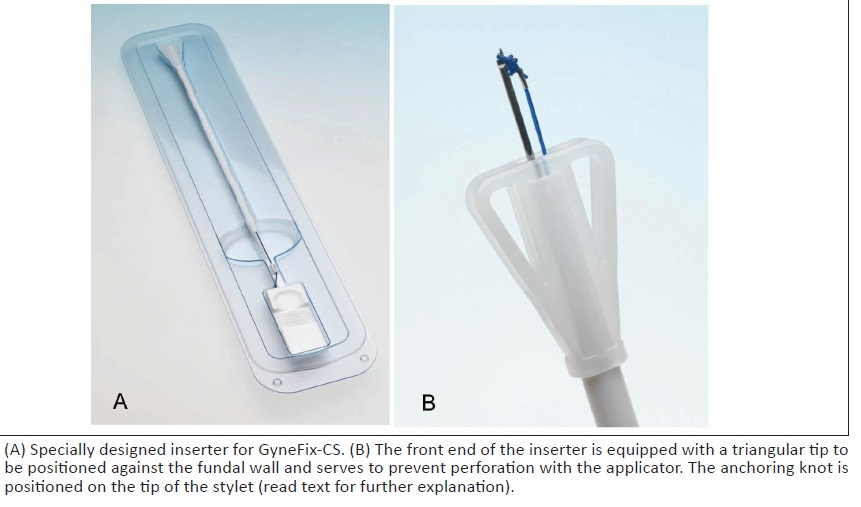 A
B
(A) Specially designed inserter for GyneFix-CS. (B) The front end of the inserter is equipped with a triangular tip to
be positioned against the fundal wall and serves to prevent perforation with the applicator. The anchoring knot is
positioned on the tip of the stylet (read text for further explanation).